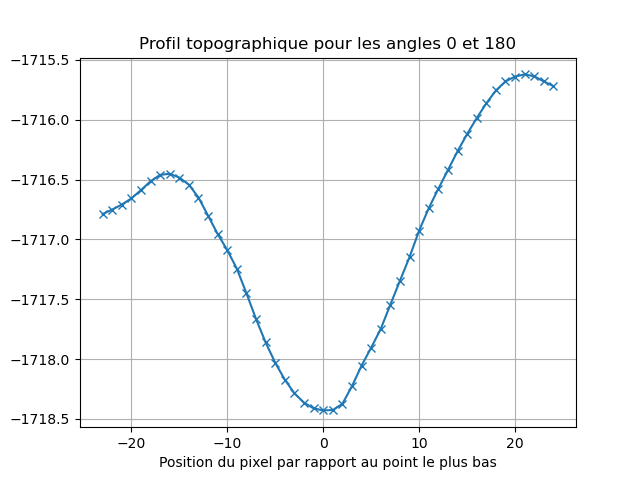 Profil topographique pour les angles 0 et 180
−1715.5
−1716.0
−1716.5
−1717.0
−1717.5
−1718.0
−1718.5
−20 −10 0 10 20
Position du pixel par rapport au point le plus bas